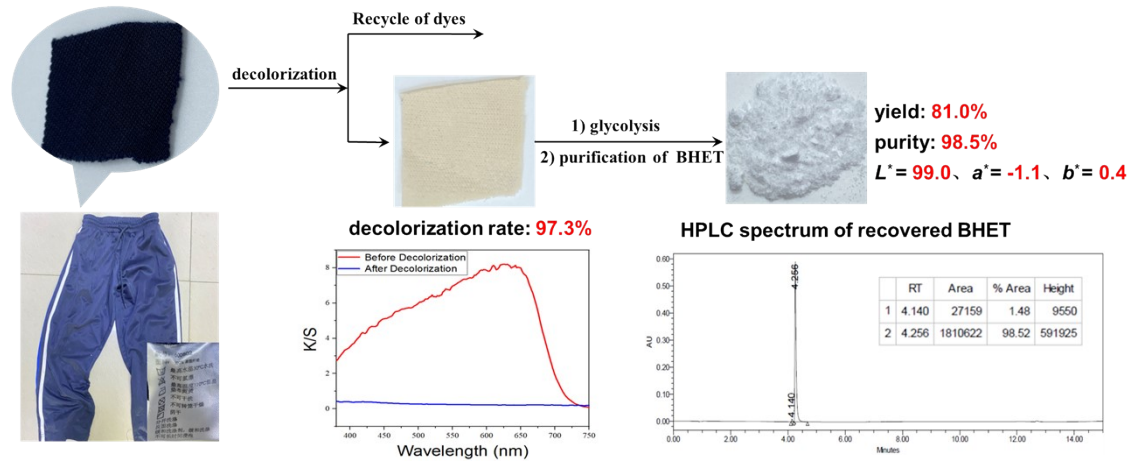 Recycle of dyes
decolorization
1) glycolysis
2) purification of BHET
yield: 81.0%
purity: 98.5%
L* = 99.0、a* = -1.1、b* = 0.4
decolorization rate: 97.3%
HPLC spectrum of recovered BHET
Before Decolorization
After Decolorization
K/S
8
6
4
2
0
400 450 500 550 600 650 700 750
Wavelength (nm)
AU
0.60
0.50
0.40
0.30
0.20
0.10
0.00
4.140
4.256
RT Area % Area Height
1 4.140 27159 1.48 9550
2 4.256 1810622 98.52 591925
0.00 2.00 4.00 6.00 8.00 10.00 12.00 14.00
Minutes
不可干洗